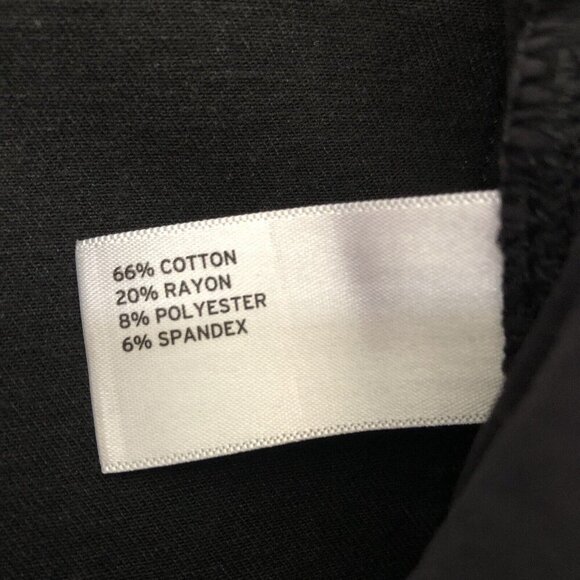 66% COTTON
20% RAYON
8% POLYESTER
6% SPANDEX